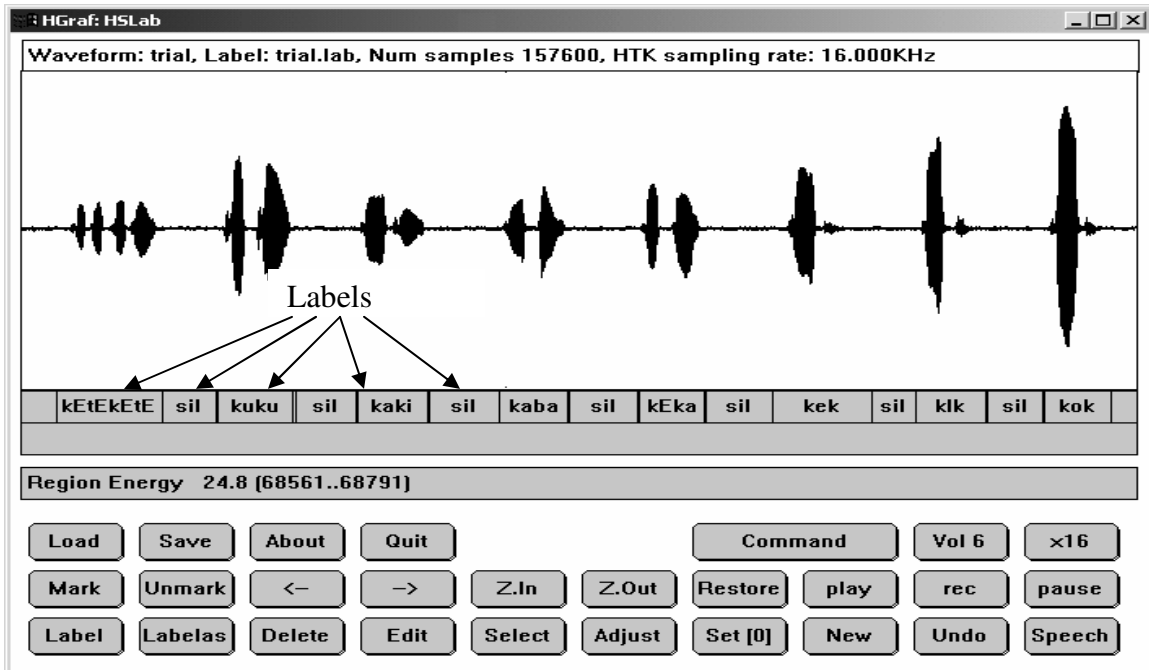 HGraf: HSLab
Waveform: trial, Label: trial.lab, Num samples 157600, HTK sampling rate: 16.000KHz
Labels
kEtEkEtE sil kuku sil kaki sil kaba sil kEka sil kek sil kIk sil kok
Region Energy 24.8 (68561..68791)
Load Save About Quit Command Vol 6 x16
Mark Unmark <- -> Z.In Z.Out Restore play rec pause
Label Labelas Delete Edit Select Adjust Set [0] New Undo Speech